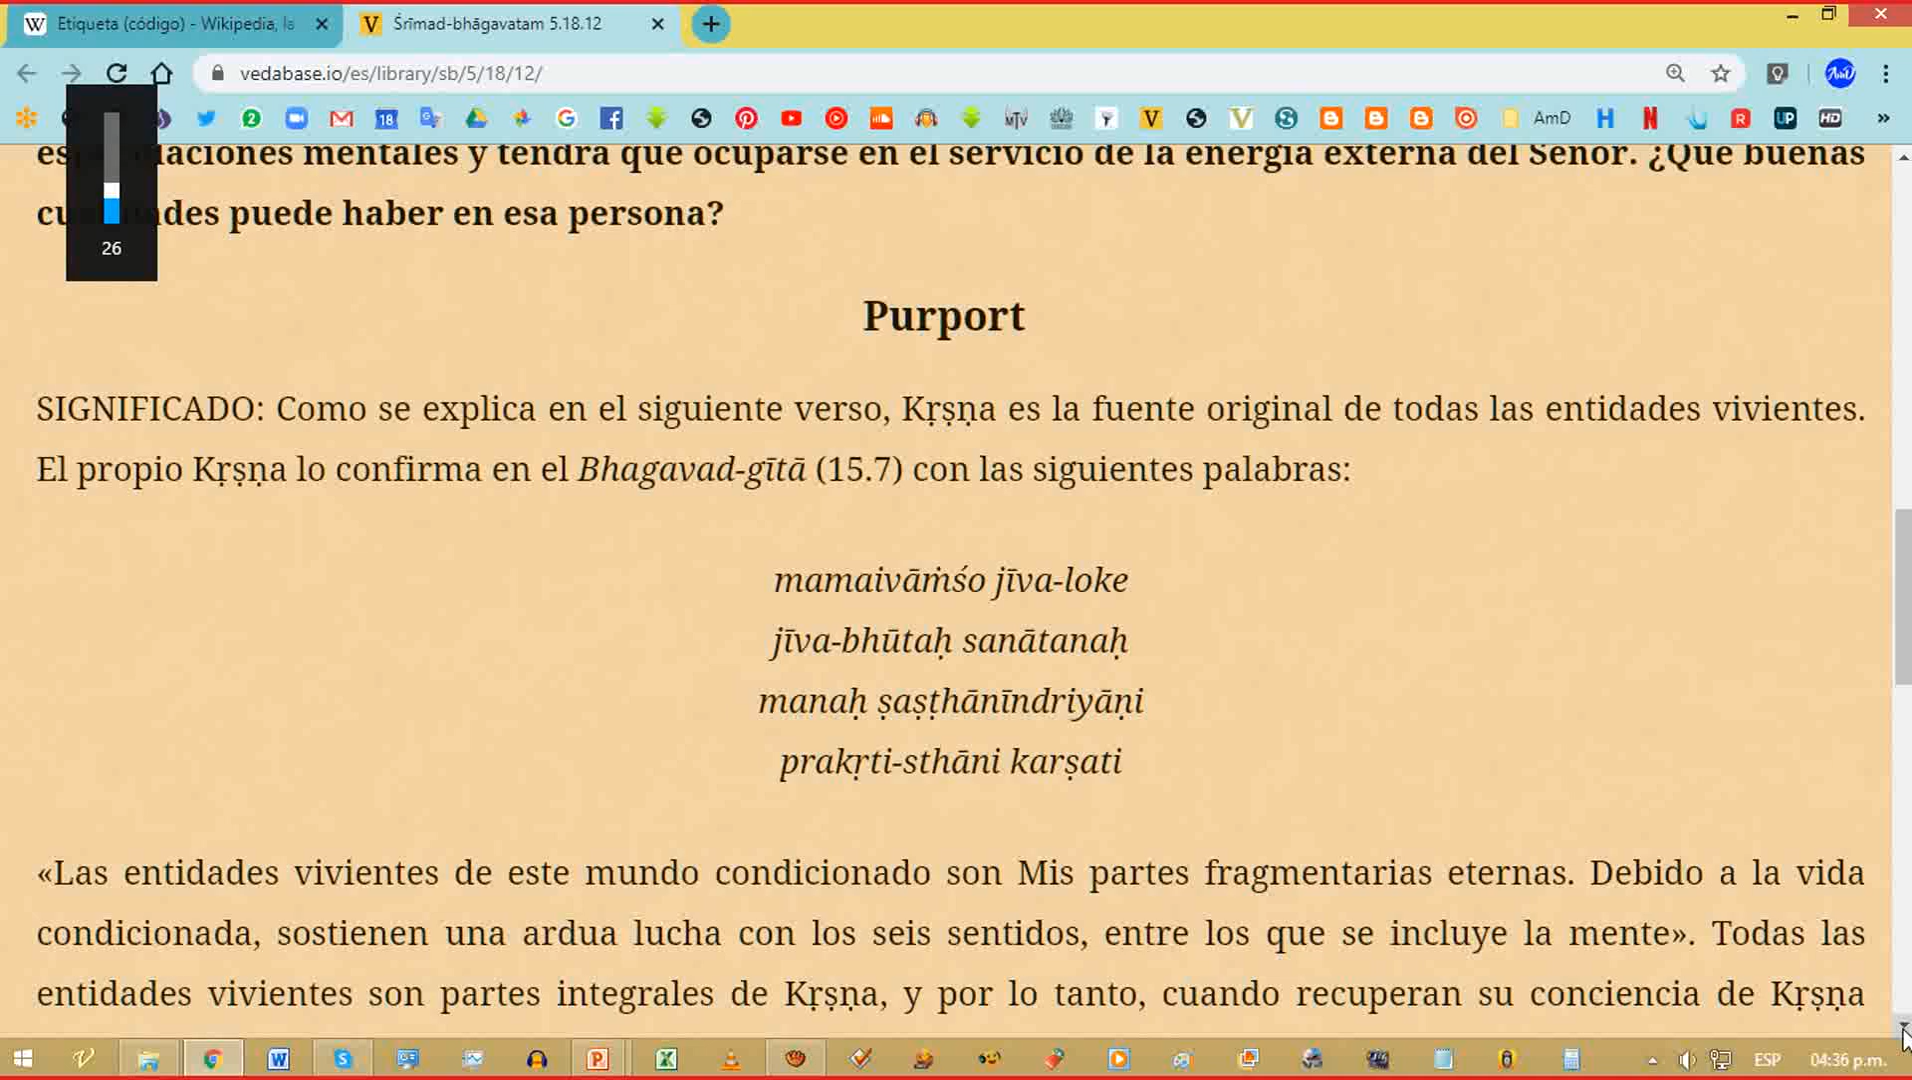 Etiqueta (código) - Wikipedia, la
Śrīmad-bhāgavatam 5.18.12
vedabase.io/es/library/sb/5/18/12/
AmD
26
mentales y tendrá que ocuparse en el servicio de la energía externa del Señor. ¿Qué buenas
puede haber en esa persona?
Purport
SIGNIFICADO: Como se explica en el siguiente verso, Kṛṣṇa es la fuente original de todas las entidades vivientes.
El propio Kṛṣṇa lo confirma en el Bhagavad-gītā (15.7) con las siguientes palabras:
mamaivāṁśo jīva-loke
jīva-bhūtaḥ sanātanaḥ
manaḥ ṣaṣṭhānīndriyāṇi
prakṛti-sthāni karṣati
«Las entidades vivientes de este mundo condicionado son Mis partes fragmentarias eternas. Debido a la vida
condicionada, sostienen una ardua lucha con los seis sentidos, entre los que se incluye la mente». Todas las
entidades vivientes son partes integrales de Kṛṣṇa, y por lo tanto, cuando recuperan su conciencia de Kṛṣṇa
ESP 04:36 p.m.